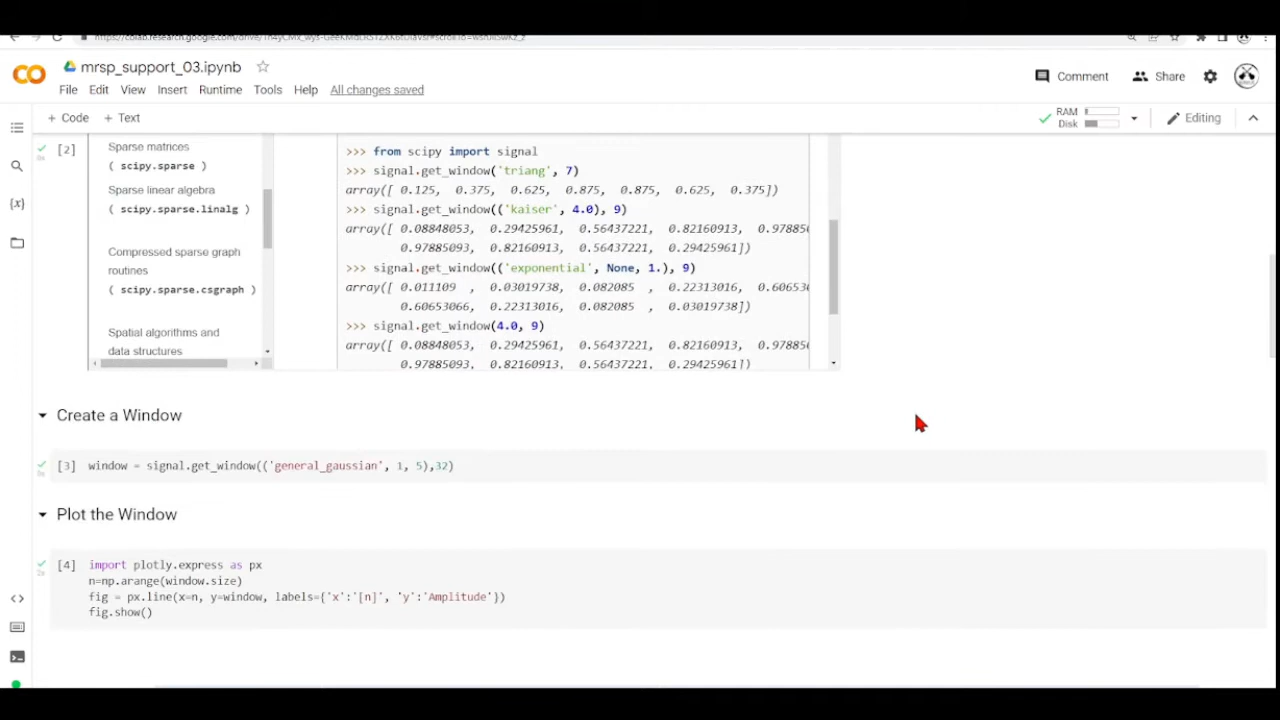 mrsp_support_03.ipynb
File Edit View Insert Runtime Tools Help All changes saved
Comment Share
+ Code + Text
RAM
Disk
Editing
[2]
Sparse matrices
( scipy.sparse )
Sparse linear algebra
( scipy.sparse.linalg )
Compressed sparse graph
routines
( scipy.sparse.csgraph )
Spatial algorithms and
data structures
>>> from scipy import signal
>>> signal.get_window('triang', 7)
array([ 0.125, 0.375, 0.625, 0.875, 0.875, 0.625, 0.375])
>>> signal.get_window(('kaiser', 4.0), 9)
array([ 0.08848053, 0.29425961, 0.56437221, 0.82160913, 0.97885
0.97885093, 0.82160913, 0.56437221, 0.29425961])
>>> signal.get_window(('exponential', None, 1.), 9)
array([ 0.011109 , 0.03019738, 0.082085 , 0.22313016, 0.6065
0.60653066, 0.22313016, 0.082085 , 0.03019738])
>>> signal.get_window(4.0, 9)
array([ 0.08848053, 0.29425961, 0.56437221, 0.82160913, 0.97885
0.97885093, 0.82160913, 0.56437221, 0.29425961])
Create a Window
[3] window = signal.get_window(('general_gaussian', 1, 5),32)
Plot the Window
[4] import plotly.express as px
n=np.arange(window.size)
fig = px.line(x=n, y=window, labels={'x':'[n]', 'y':'Amplitude'})
fig.show()